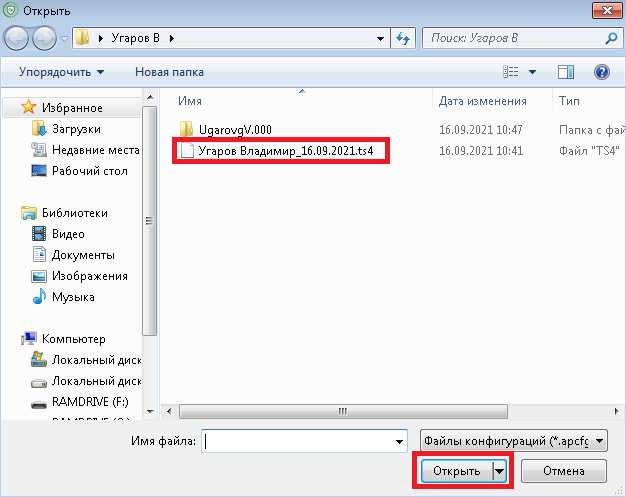 Открыть
Угаров В
Поиск: Угаров В
Упорядочить
Новая папка
Имя
Дата изменения
Тип
Избранное
Загрузки
Недавние места
Рабочий стол
Библиотеки
Видео
Документы
Изображения
Музыка
Компьютер
Локальный диск
Локальный диск
RAMDRIVE (F:)
UgarovgV.000 16.09.2021 10:47 Папка с фай
Угаров Владимир_16.09.2021.ts4 16.09.2021 10:41 Файл "TS4"
Имя файла:
Файлы конфигураций (*.apcfg
Открыть
Отмена